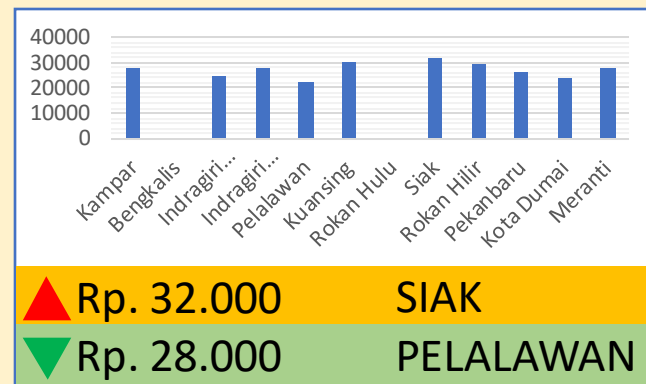 40000
30000
20000
10000
0
Kampar
Bengkalis
Indragiri...
Indragiri...
Pelalawan
Kuansing
Rokan Hulu
Siak
Rokan Hilir
Pekanbaru
Kota Dumai
Meranti
Rp. 32.000 SIAK
Rp. 28.000 PELALAWAN